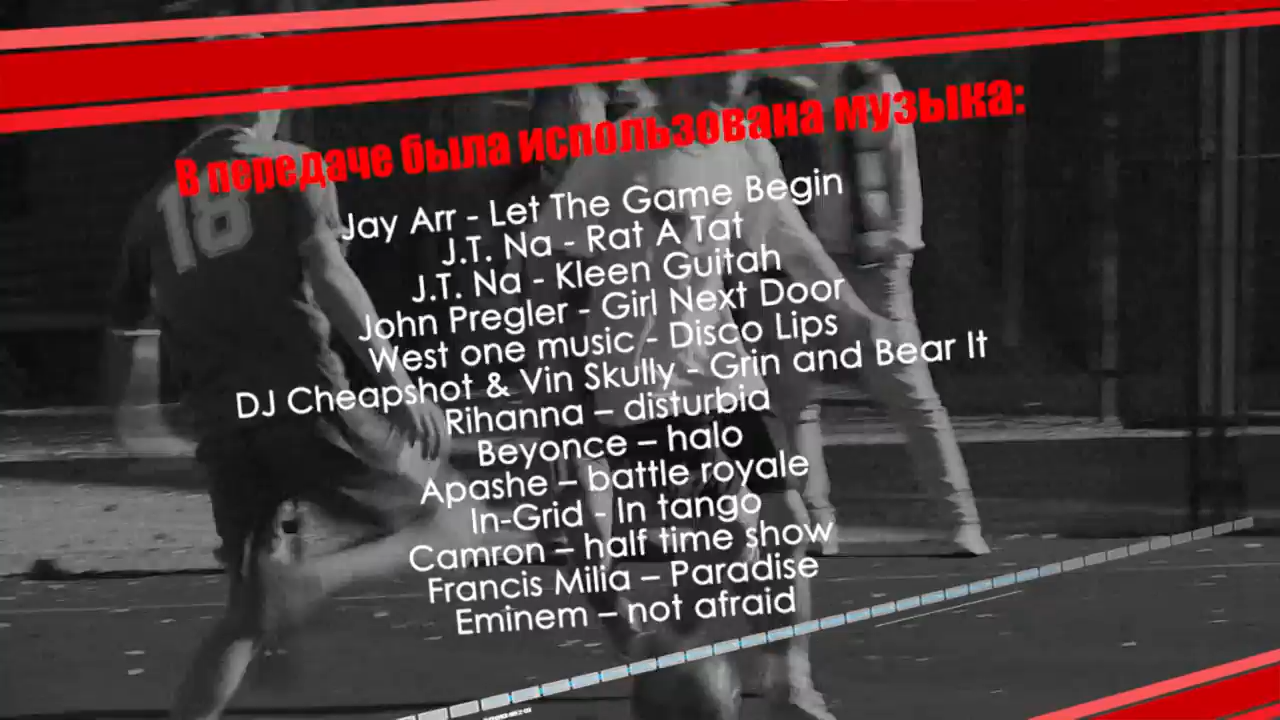 В передаче была использована музыка:
Jay Arr - Let The Game Begin
J.T. Na - Rat A Tat
J.T. Na - Kleen Guitah
John Pregler - Girl Next Door
West one music - Disco Lips
DJ Cheapshot & Vin Skully - Grin and Bear It
Rihanna – disturbia
Beyonce – halo
Apashe – battle royale
In-Grid - In tango
Camron – half time show
Francis Milia – Paradise
Eminem – not afraid
18